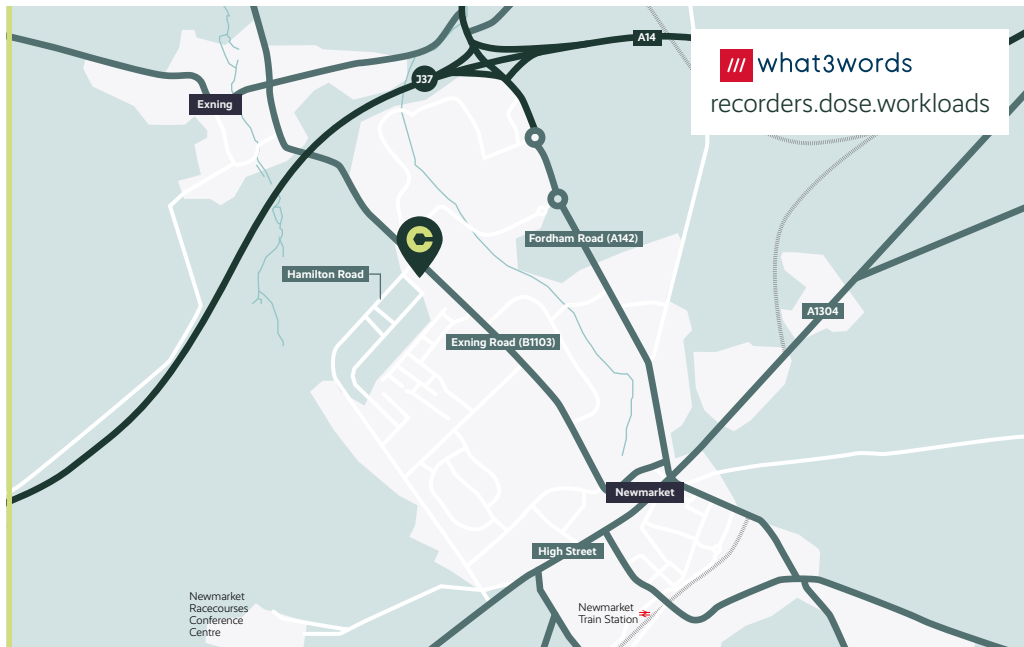 A14
what3words
recorders.dose.workloads
J37
Exning
Fordham Road (A142)
Hamilton Road
A1304
Exning Road (B1103)
Newmarket
High Street
Newmarket
Racecourses
Conference
Centre
Newmarket
Train Station